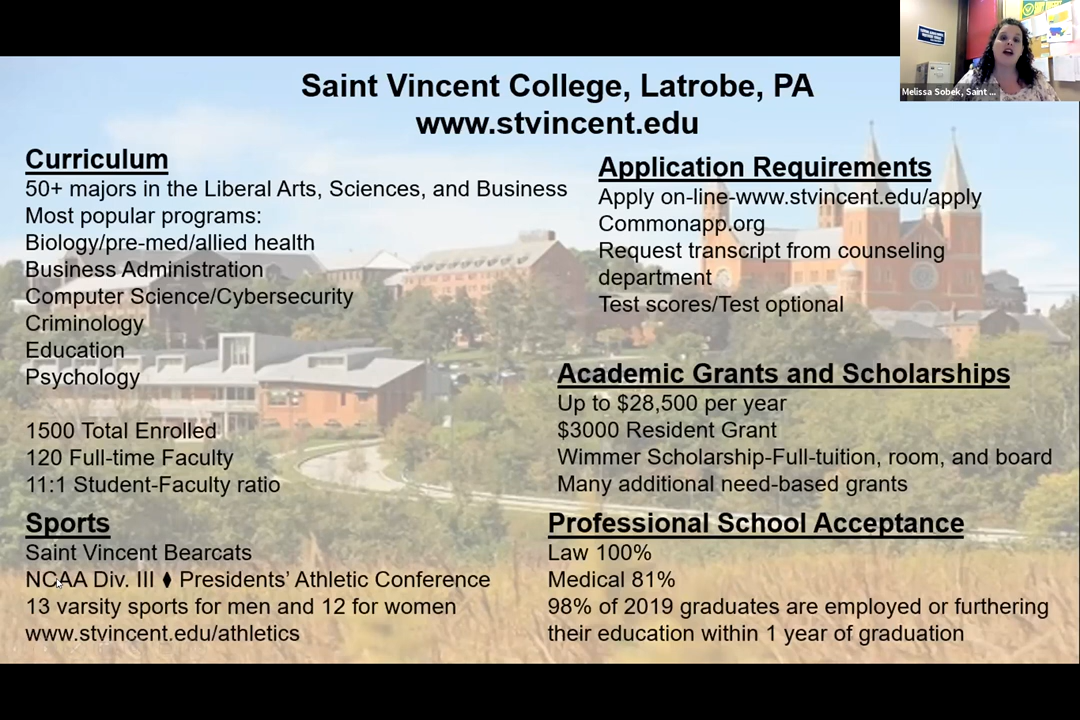 Saint Vincent College, Latrobe, PA
www.stvincent.edu
Curriculum
50+ majors in the Liberal Arts, Sciences, and Business
Most popular programs:
Biology/pre-med/allied health
Business Administration
Computer Science/Cybersecurity
Criminology
Education
Psychology
1500 Total Enrolled
120 Full-time Faculty
11:1 Student-Faculty ratio
Sports
Saint Vincent Bearcats
NCAA Div. III ♦ Presidents’ Athletic Conference
13 varsity sports for men and 12 for women
www.stvincent.edu/athletics
Application Requirements
Apply on-line-www.stvincent.edu/apply
Commonapp.org
Request transcript from counseling
department
Test scores/Test optional
Academic Grants and Scholarships
Up to $28,500 per year
$3000 Resident Grant
Wimmer Scholarship-Full-tuition, room, and board
Many additional need-based grants
Professional School Acceptance
Law 100%
Medical 81%
98% of 2019 graduates are employed or furthering
their education within 1 year of graduation
Melissa Sobek, Saint ...